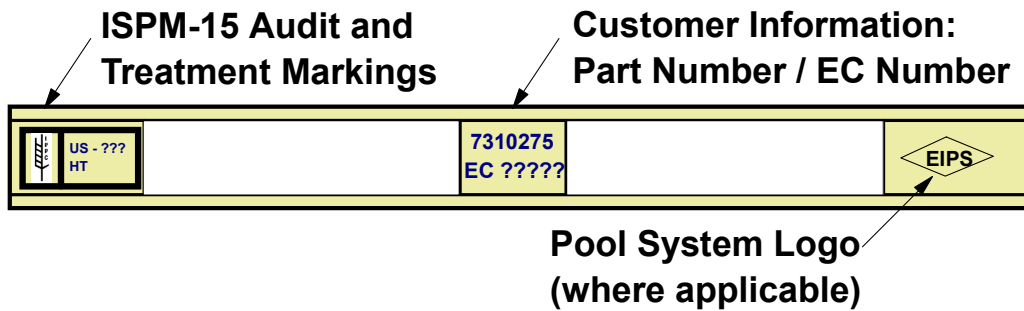 ISPM-15 Audit and
Treatment Markings
Customer Information:
Part Number / EC Number
IPPC
US - ???
HT
7310275
EC ?????
EIPS
Pool System Logo
(where applicable)